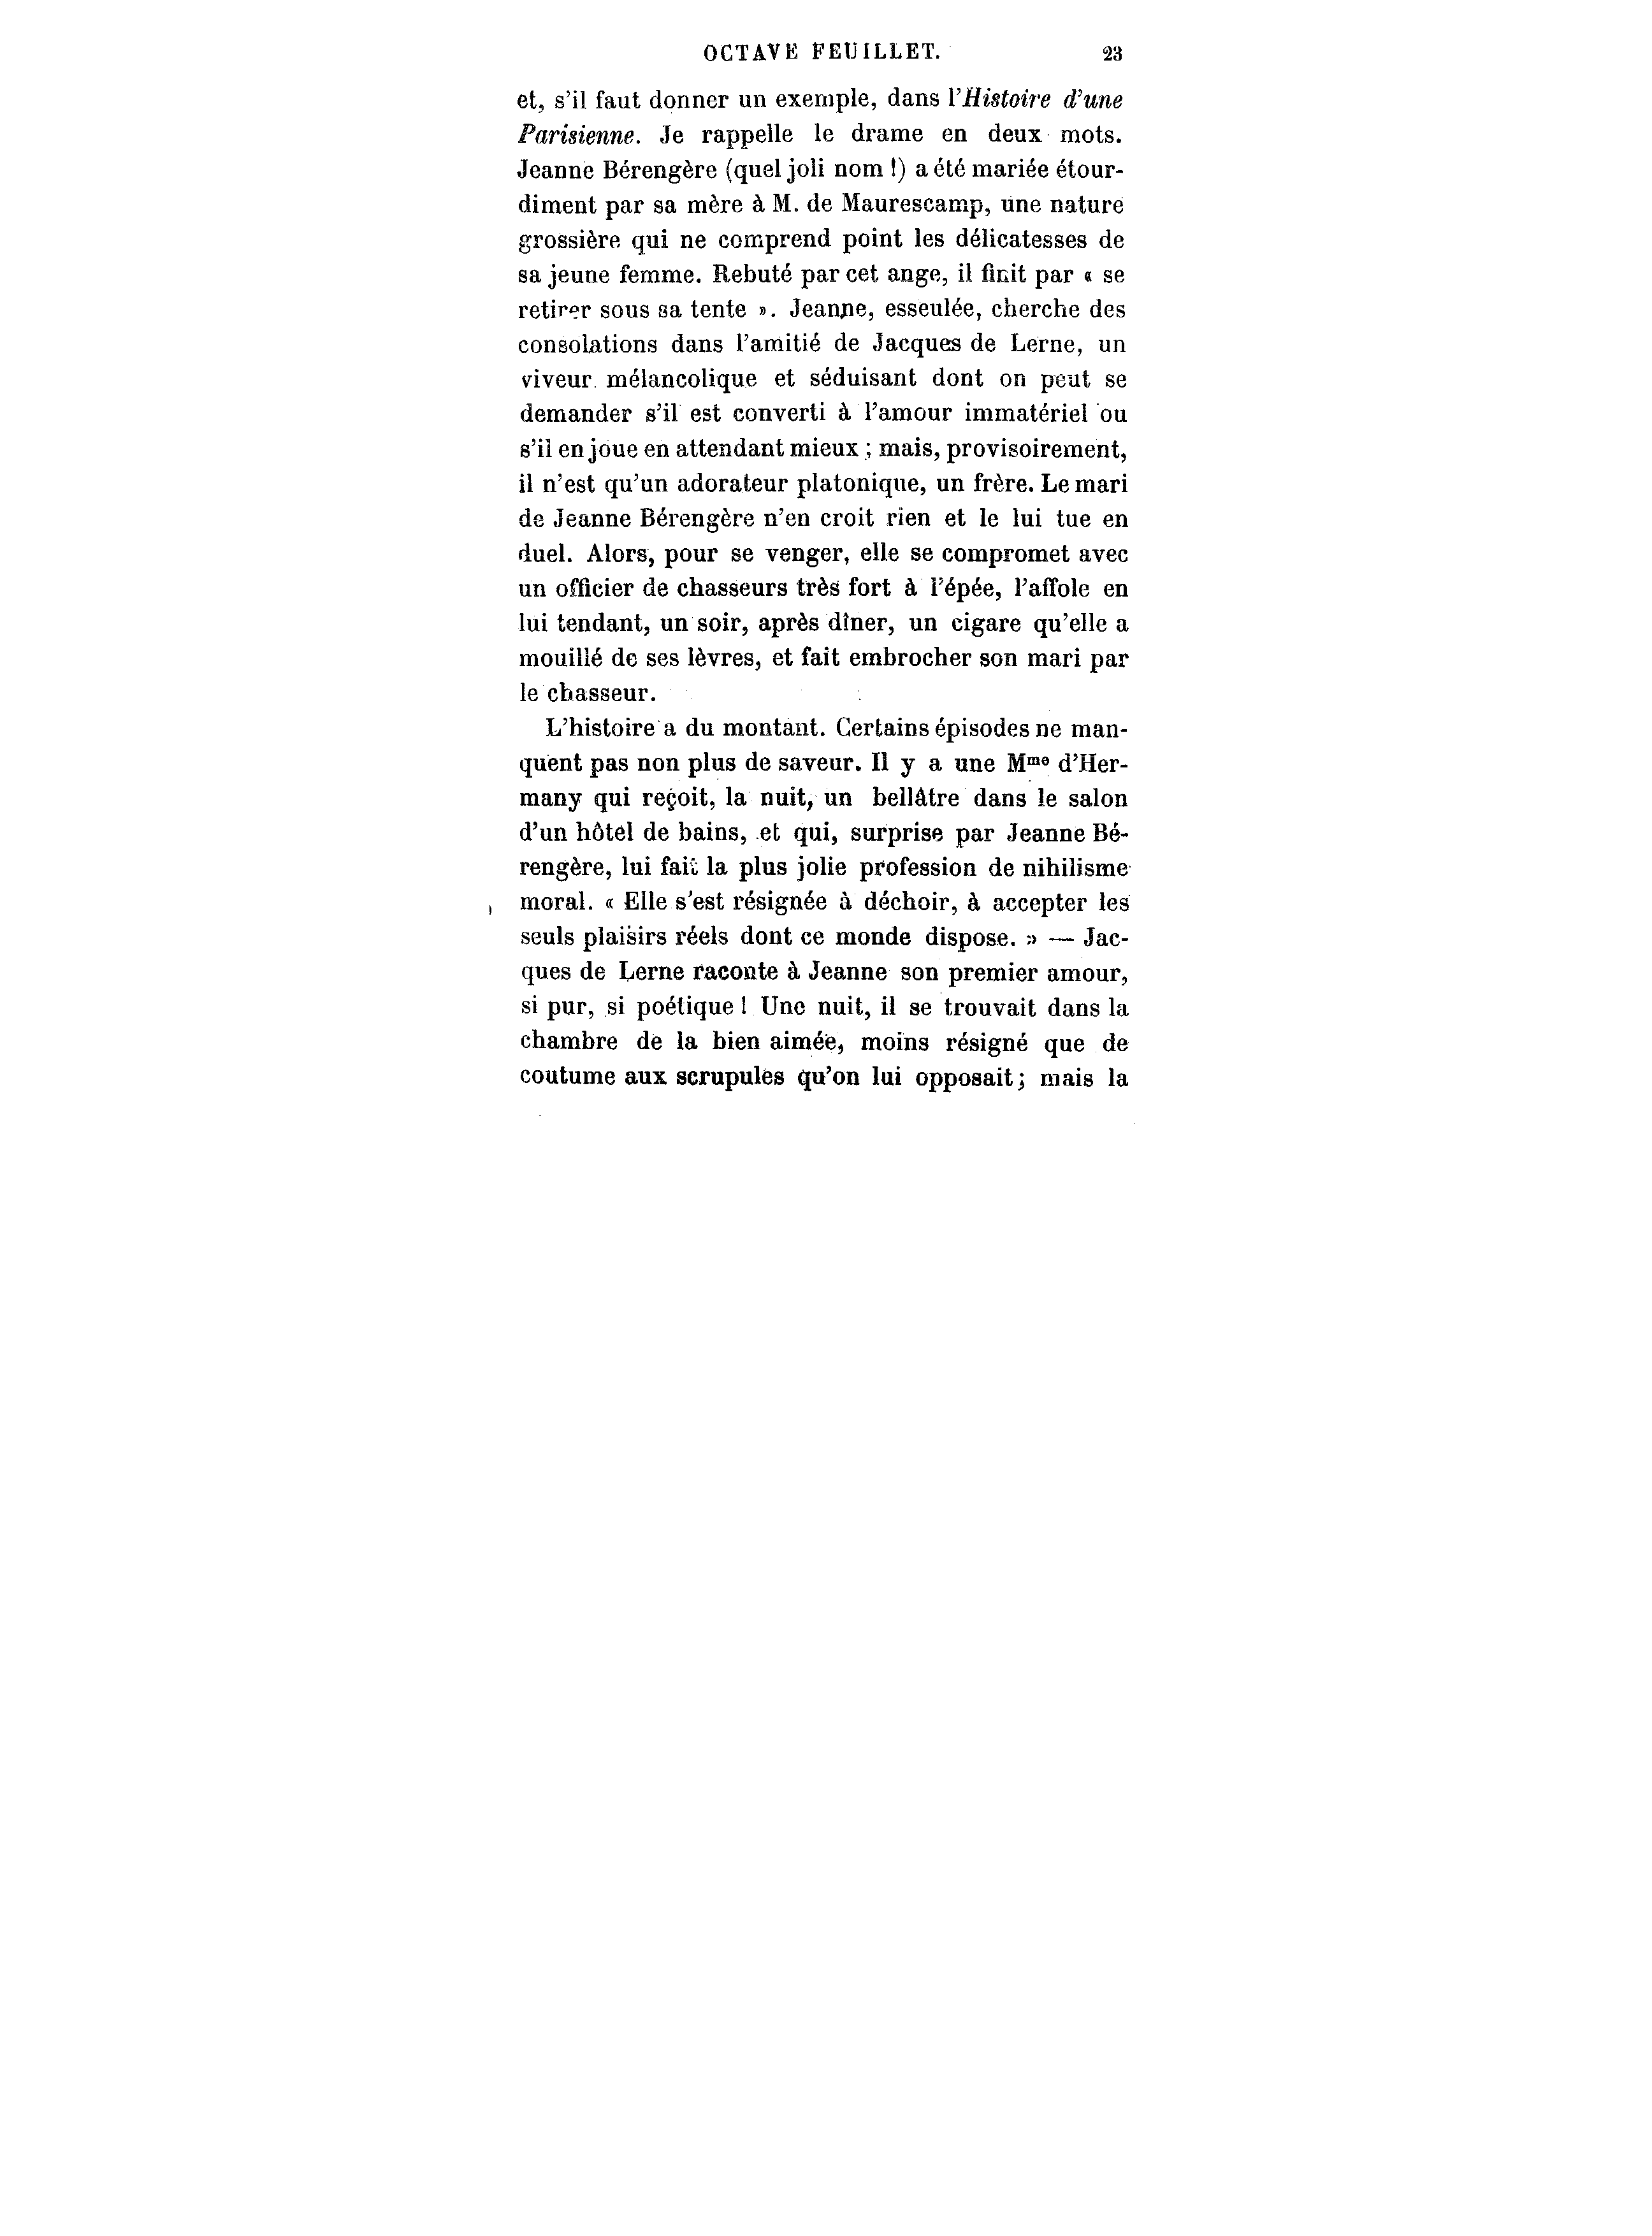 OCTAVE FEUILLET. 23
et, s'il faut donner un exemple, dans l'Histoire d'une
Parisienne. Je rappelle le drame en deux mots.
Jeanne Bérengère (quel joli nom !) a été mariée étour-
diment par sa mère à M. de Maurescamp, une nature
grossière qui ne comprend point les délicatesses de
sa jeune femme. Rebuté par cet ange, il finit par « se
retirer sous sa tente ». Jeanne, esseulée, cherche des
consolations dans l'amitié de Jacques de Lerne, un
viveur mélancolique et séduisant dont on peut se
demander s'il est converti à l'amour immatériel ou
s'il en joue en attendant mieux ; mais, provisoirement,
il n'est qu'un adorateur platonique, un frère. Le mari
de Jeanne Bérengère n'en croit rien et le lui tue en
duel. Alors, pour se venger, elle se compromet avec
un officier de chasseurs très fort à l'épée, l'affole en
lui tendant, un soir, après dîner, un cigare qu'elle a
mouillé de ses lèvres, et fait embrocher son mari par
le chasseur.
L'histoire a du montant. Certains épisodes ne man-
quent pas non plus de saveur. Il y a une Mme d'Her-
many qui reçoit, la nuit, un bellâtre dans le salon
d'un hôtel de bains, et qui, surprise par Jeanne Bé-
rengère, lui fait la plus jolie profession de nihilisme
moral. « Elle s'est résignée à déchoir, à accepter les
seuls plaisirs réels dont ce monde dispose. » — Jac-
ques de Lerne raconte à Jeanne son premier amour,
si pur, si poétique ! Une nuit, il se trouvait dans la
chambre de la bien aimée, moins résigné que de
coutume aux scrupules qu'on lui opposait; mais la